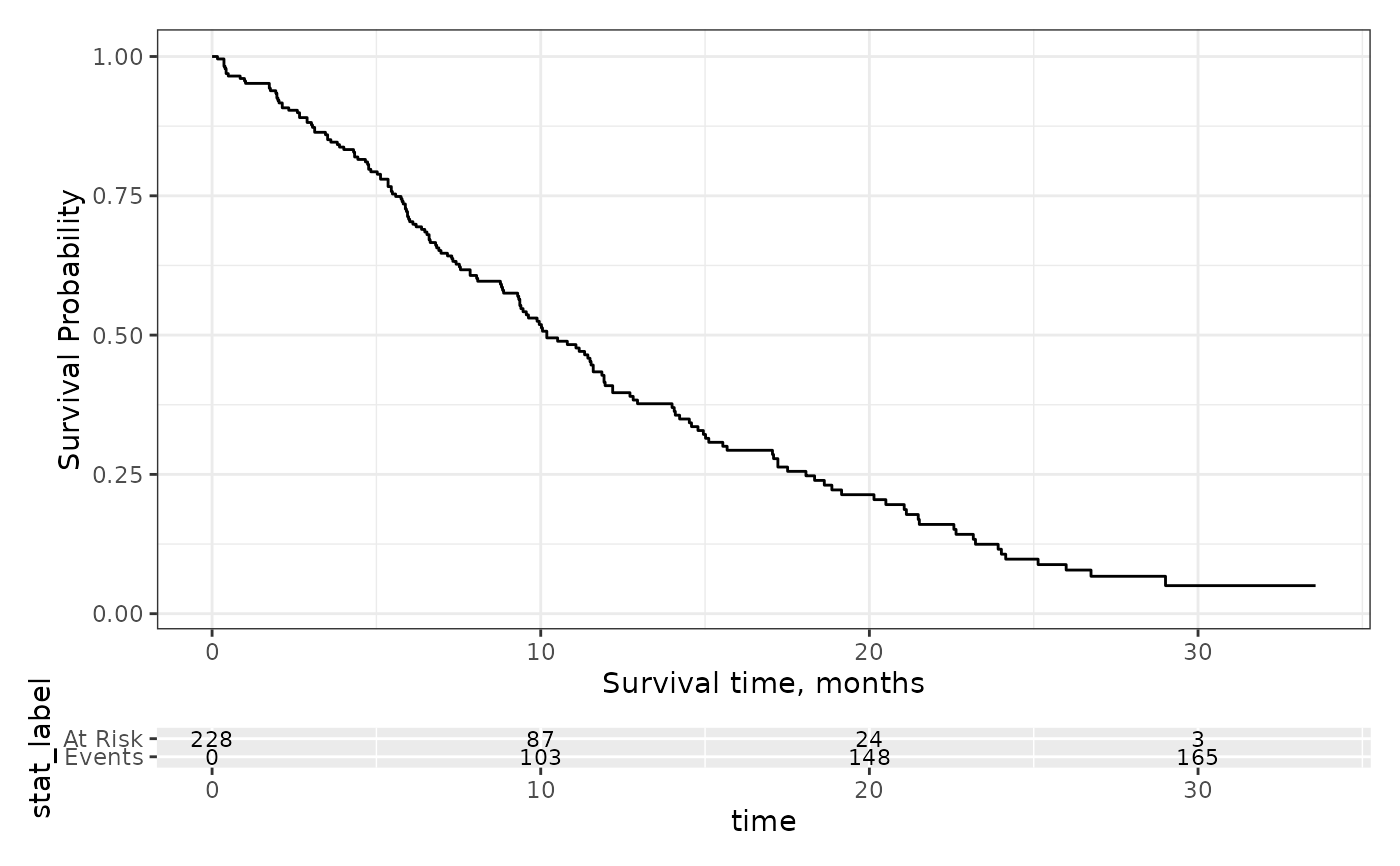 1.00
0.75
0.50
0.25
0.00
Survival Probability
0 10 20 30
Survival time, months
stat_label
At Risk 228 87 24 3
Events 0 103 148 165
0 10 20 30
time